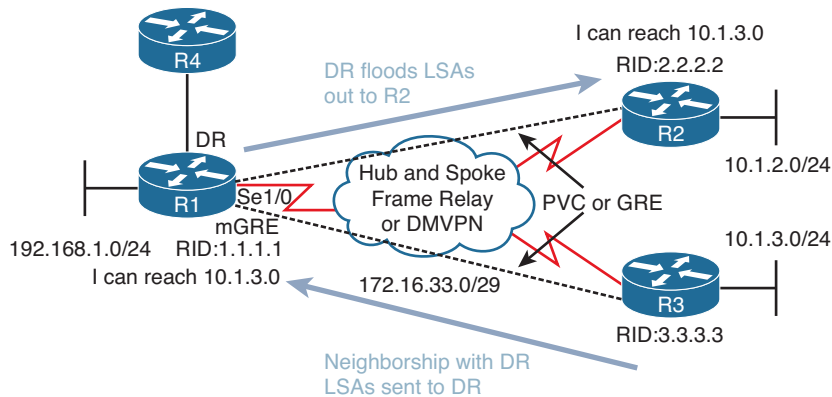 R4
I can reach 10.1.3.0
RID:2.2.2.2
DR floods LSAs
out to R2
R2
10.1.2.0/24
DR
R1
Se1/0
mGRE
Hub and Spoke
Frame Relay
or DMVPN
PVC or GRE
192.168.1.0/24
RID:1.1.1.1
I can reach 10.1.3.0
172.16.33.0/29
10.1.3.0/24
R3
RID:3.3.3.3
Neighborship with DR
LSAs sent to DR